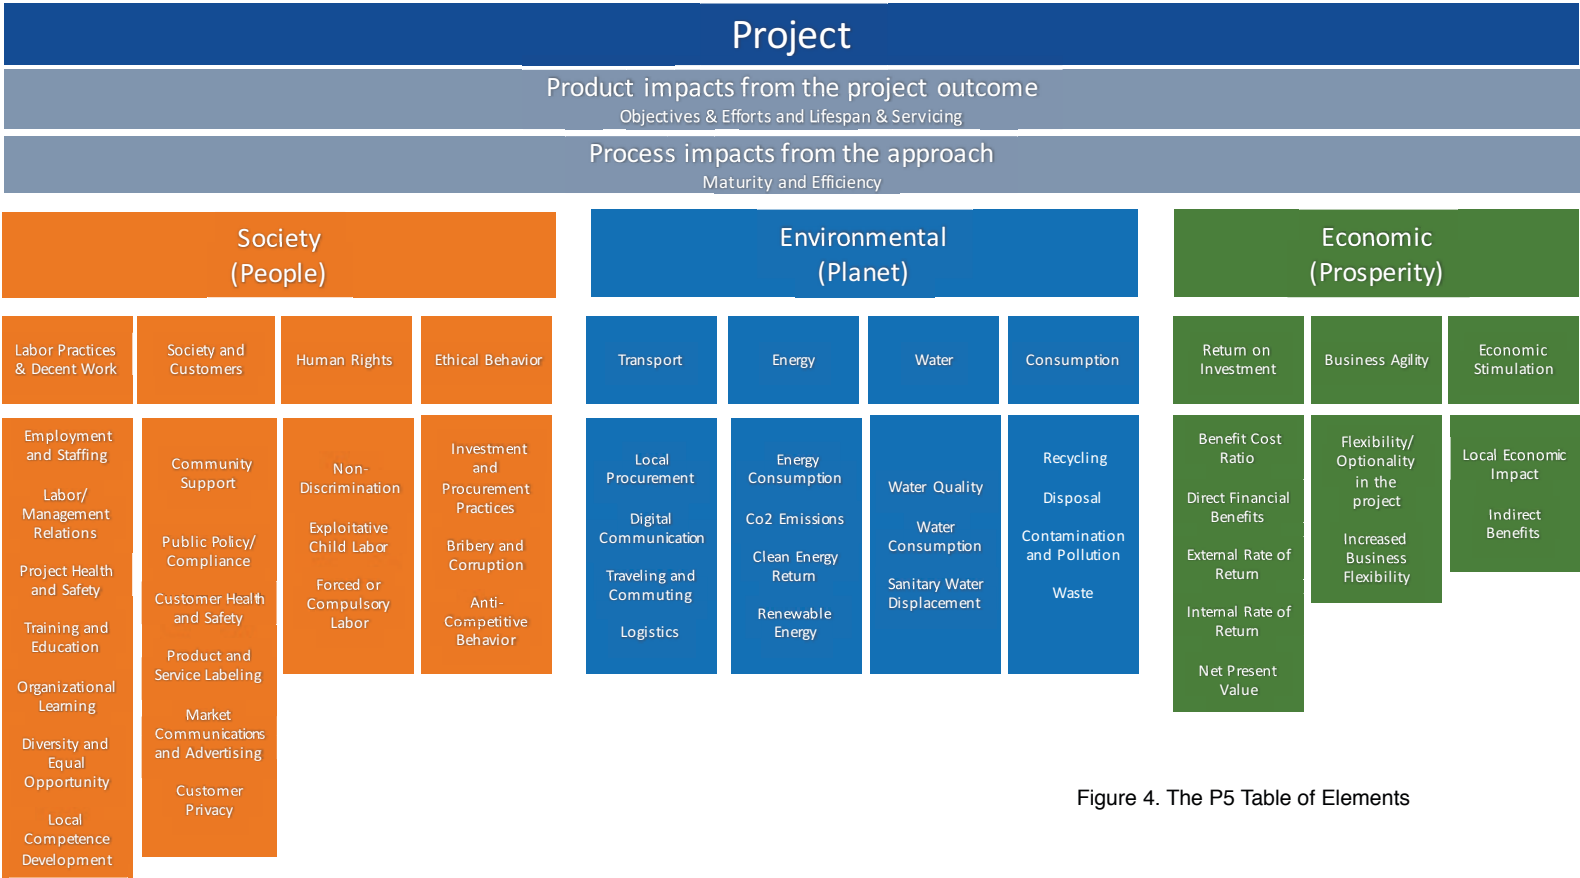 Project
Product impacts from the project outcome
Objectives & Efforts and Lifespan & Servicing
Process impacts from the approach
Maturity and Efficiency
Society
(People)
Labor Practices
& Decent Work
Employment
and Staffing
Labor/
Management
Relations
Project Health
and Safety
Training and
Education
Organizational
Learning
Diversity and
Equal
Opportunity
Local
Competence
Development
Society and
Customers
Community
Support
Public Policy/
Compliance
Customer Health
and Safety
Product and
Service Labeling
Market
Communications
and Advertising
Customer
Privacy
Human Rights
Non-
Discrimination
Exploitative
Child Labor
Forced or
Compulsory
Labor
Ethical Behavior
Investment
and
Procurement
Practices
Bribery and
Corruption
Anti-
Competitive
Behavior
Environmental
(Planet)
Transport
Local
Procurement
Digital
Communication
Traveling and
Commuting
Logistics
Energy
Energy
Consumption
Co2 Emissions
Clean Energy
Return
Renewable
Energy
Water
Water Quality
Water
Consumption
Sanitary Water
Displacement
Consumption
Recycling
Disposal
Contamination
and Pollution
Waste
Economic
(Prosperity)
Return on
Investment
Benefit Cost
Ratio
Direct Financial
Benefits
External Rate of
Return
Internal Rate of
Return
Net Present
Value
Business Agility
Flexibility/
Optionality
in the
project
Increased
Business
Flexibility
Economic
Stimulation
Local Economic
Impact
Indirect
Benefits
Figure 4. The P5 Table of Elements